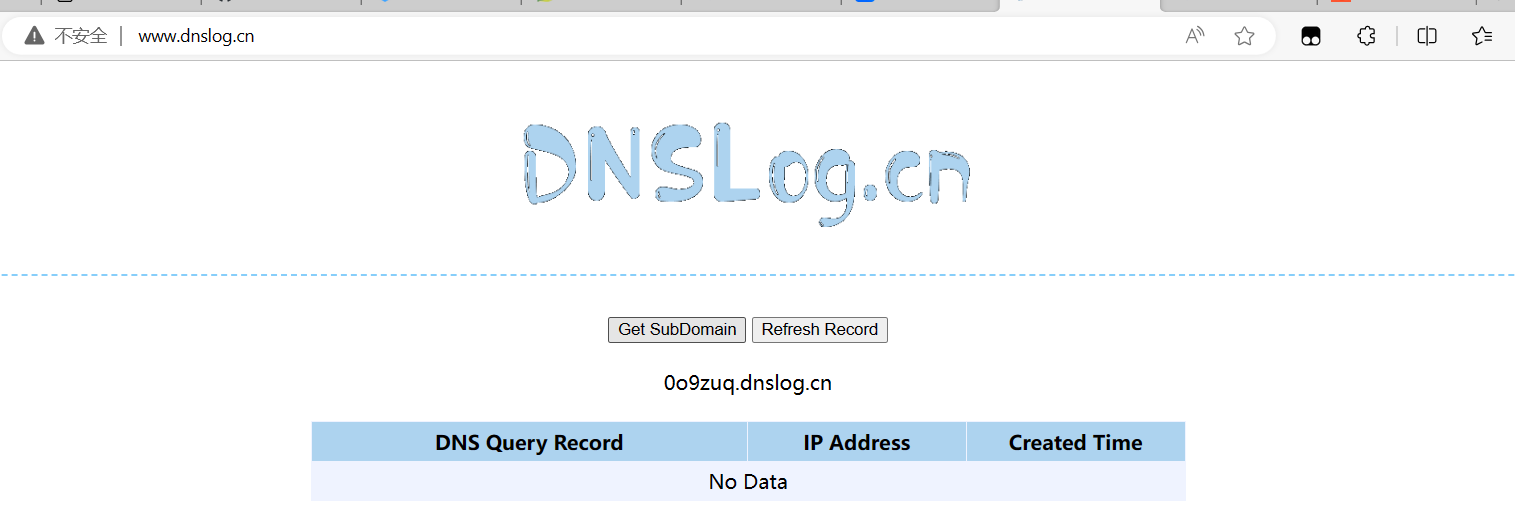 不安全 www.dnslog.cn
DNSLog.cn
Get SubDomain Refresh Record
0o9zuq.dnslog.cn
DNS Query Record IP Address Created Time
No Data